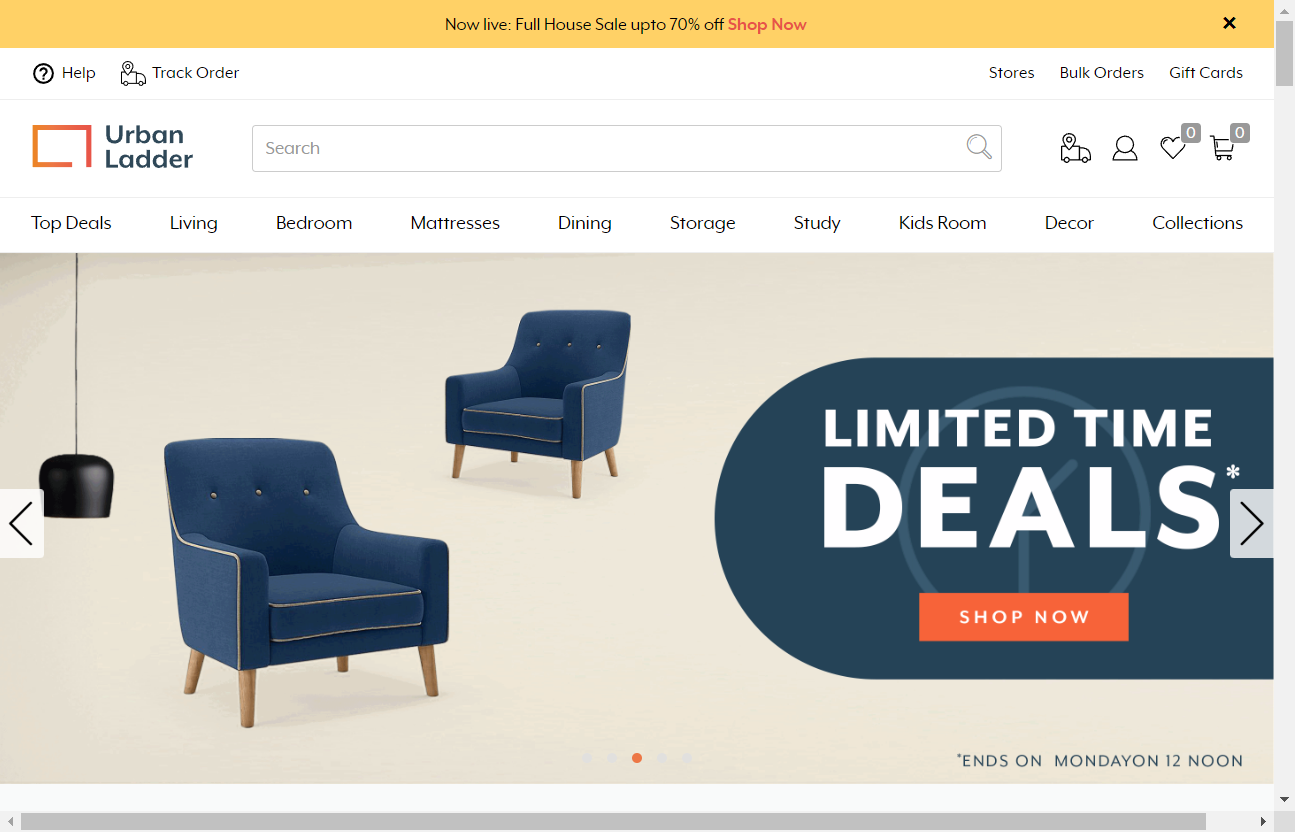 Now live: Full House Sale upto 70% off Shop Now
Help
Track Order
Stores
Bulk Orders
Gift Cards
Urban
Ladder
Search
0
0
Top Deals
Living
Bedroom
Mattresses
Dining
Storage
Study
Kids Room
Decor
Collections
LIMITED TIME
DEALS*
SHOP NOW
*ENDS ON MONDAYON 12 NOON